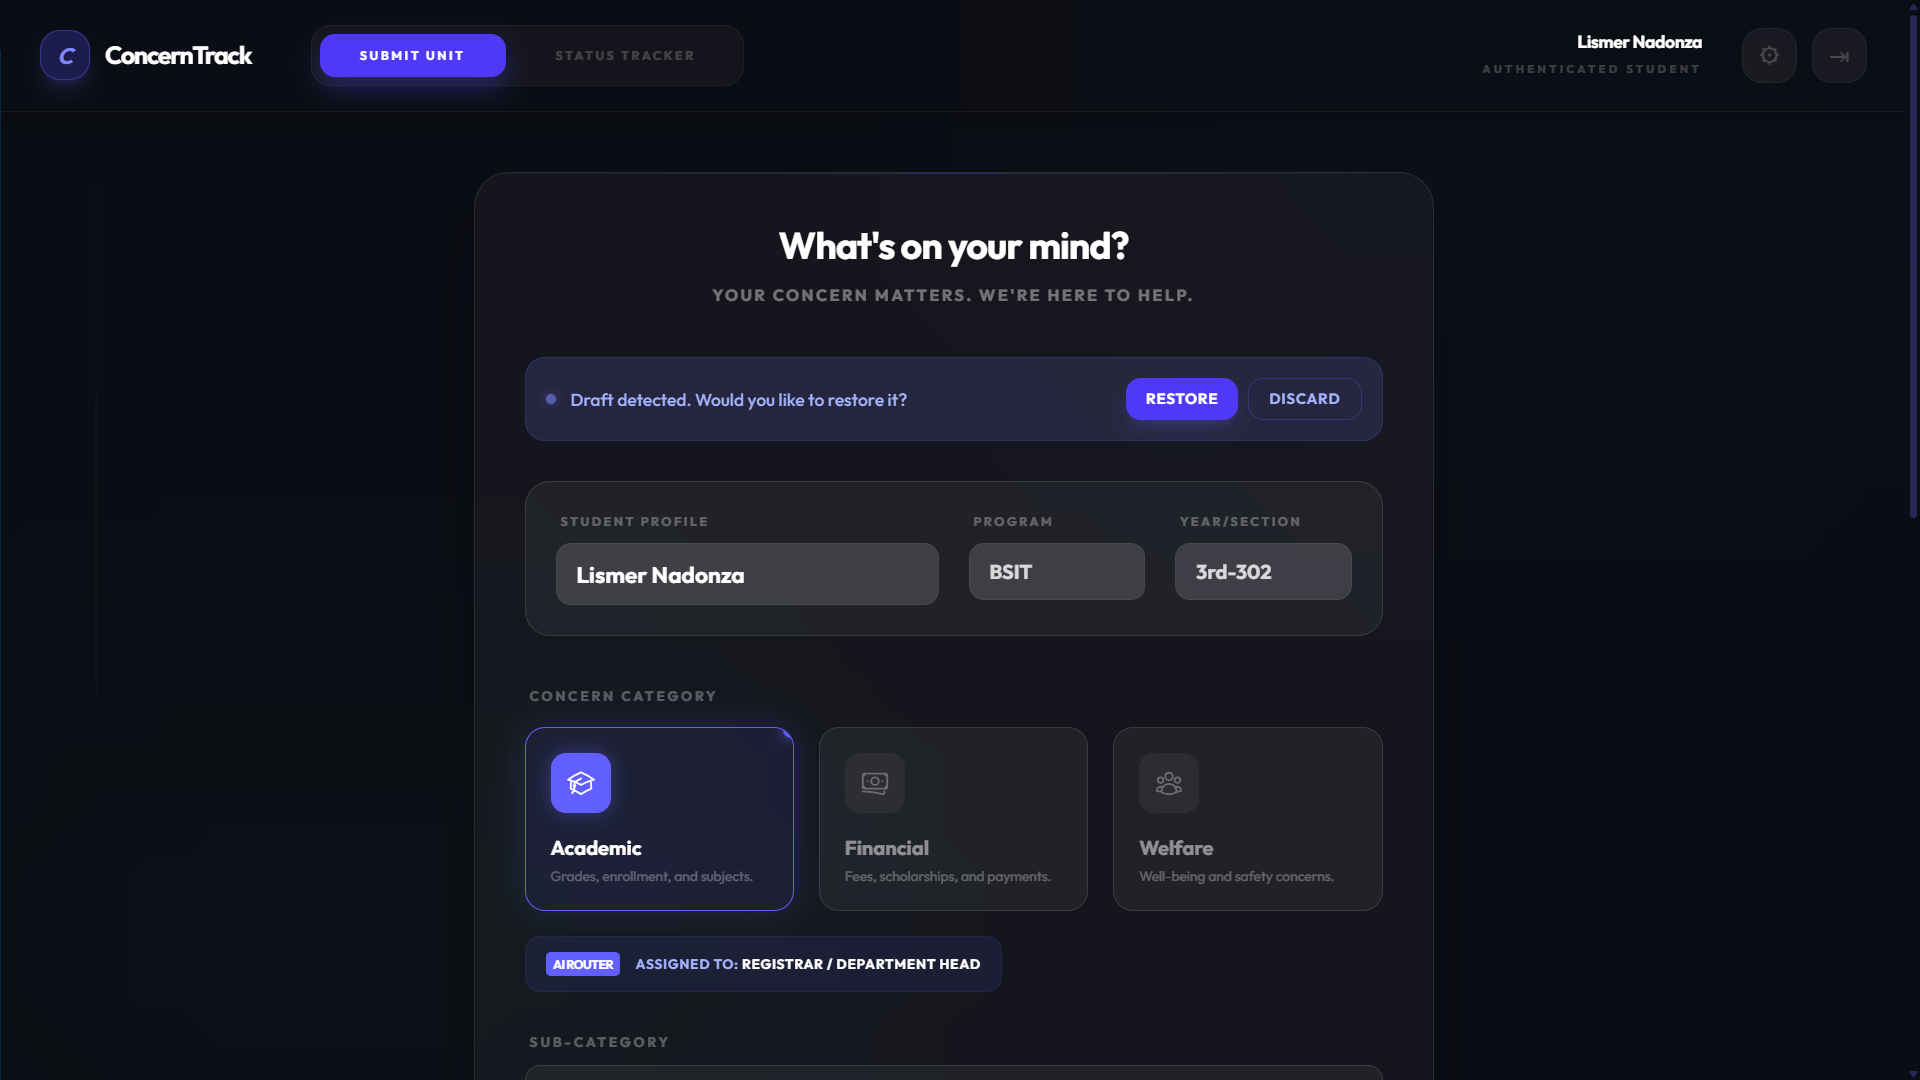 C ConcernTrack
SUBMIT UNIT
STATUS TRACKER
Lismer Nadonza
AUTHENTICATED STUDENT
What's on your mind?
YOUR CONCERN MATTERS. WE'RE HERE TO HELP.
Draft detected. Would you like to restore it?
RESTORE
DISCARD
STUDENT PROFILE
PROGRAM
YEAR/SECTION
Lismer Nadonza
BSIT
3rd-302
CONCERN CATEGORY
Academic
Grades, enrollment, and subjects.
Financial
Fees, scholarships, and payments.
Welfare
Well-being and safety concerns.
AI ROUTER
ASSIGNED TO: REGISTRAR / DEPARTMENT HEAD
SUB-CATEGORY